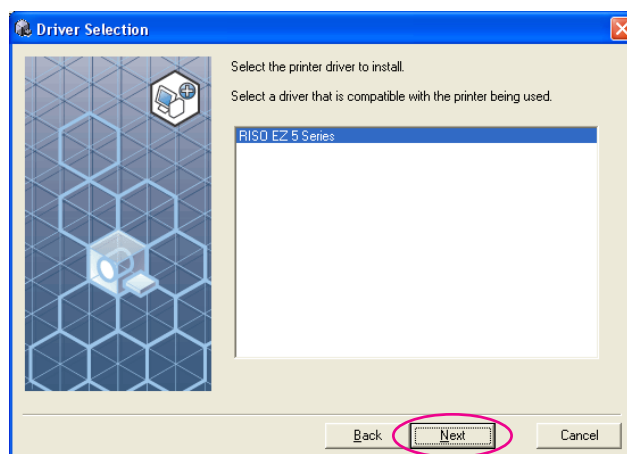 Driver Selection
Select the printer driver to install.
Select a driver that is compatible with the printer being used.
RISO EZ 5 Series
Back Next Cancel